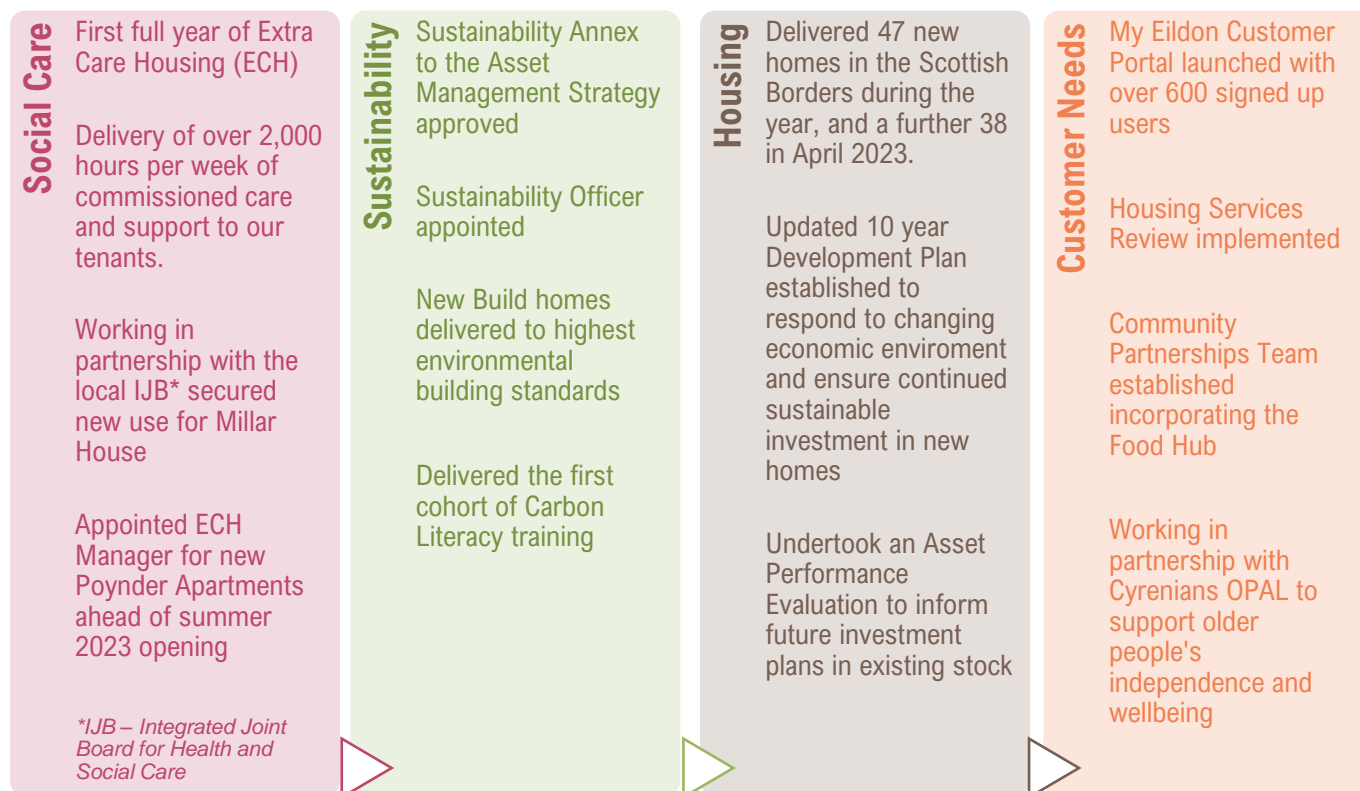 Social Care
First full year of Extra
Care Housing (ECH)
Delivery of over 2,000
hours per week of
commissioned care
and support to our
tenants.
Working in
partnership with the
local IJB* secured
new use for Millar
House
Appointed ECH
Manager for new
Poynder Apartments
ahead of summer
2023 opening
*IJB – Integrated Joint
Board for Health and
Social Care
Sustainability
Sustainability Annex
to the Asset
Management Strategy
approved
Sustainability Officer
appointed
New Build homes
delivered to highest
environmental
building standards
Delivered the first
cohort of Carbon
Literacy training
Housing
Delivered 47 new
homes in the Scottish
Borders during the
year, and a further 38
in April 2023.
Updated 10 year
Development Plan
established to
respond to changing
economic enviroment
and ensure continued
sustainable
investment in new
homes
Undertook an Asset
Performance
Evaluation to inform
future investment
plans in existing stock
Customer Needs
My Eildon Customer
Portal launched with
over 600 signed up
users
Housing Services
Review implemented
Community
Partnerships Team
established
incorporating the
Food Hub
Working in
partnership with
Cyrenians OPAL to
support older
people's
independence and
wellbeing